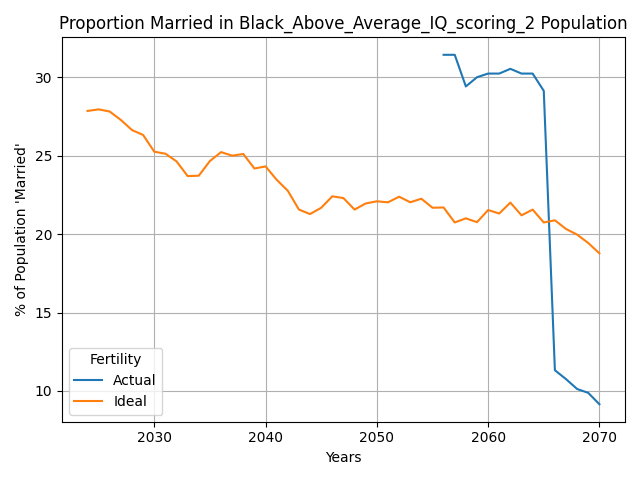 Proportion Married in Black_Above_Average_IQ_scoring_2 Population
% of Population 'Married'
30
25
20
15
10
Fertility
Actual
Ideal
2030 2040 2050 2060 2070
Years